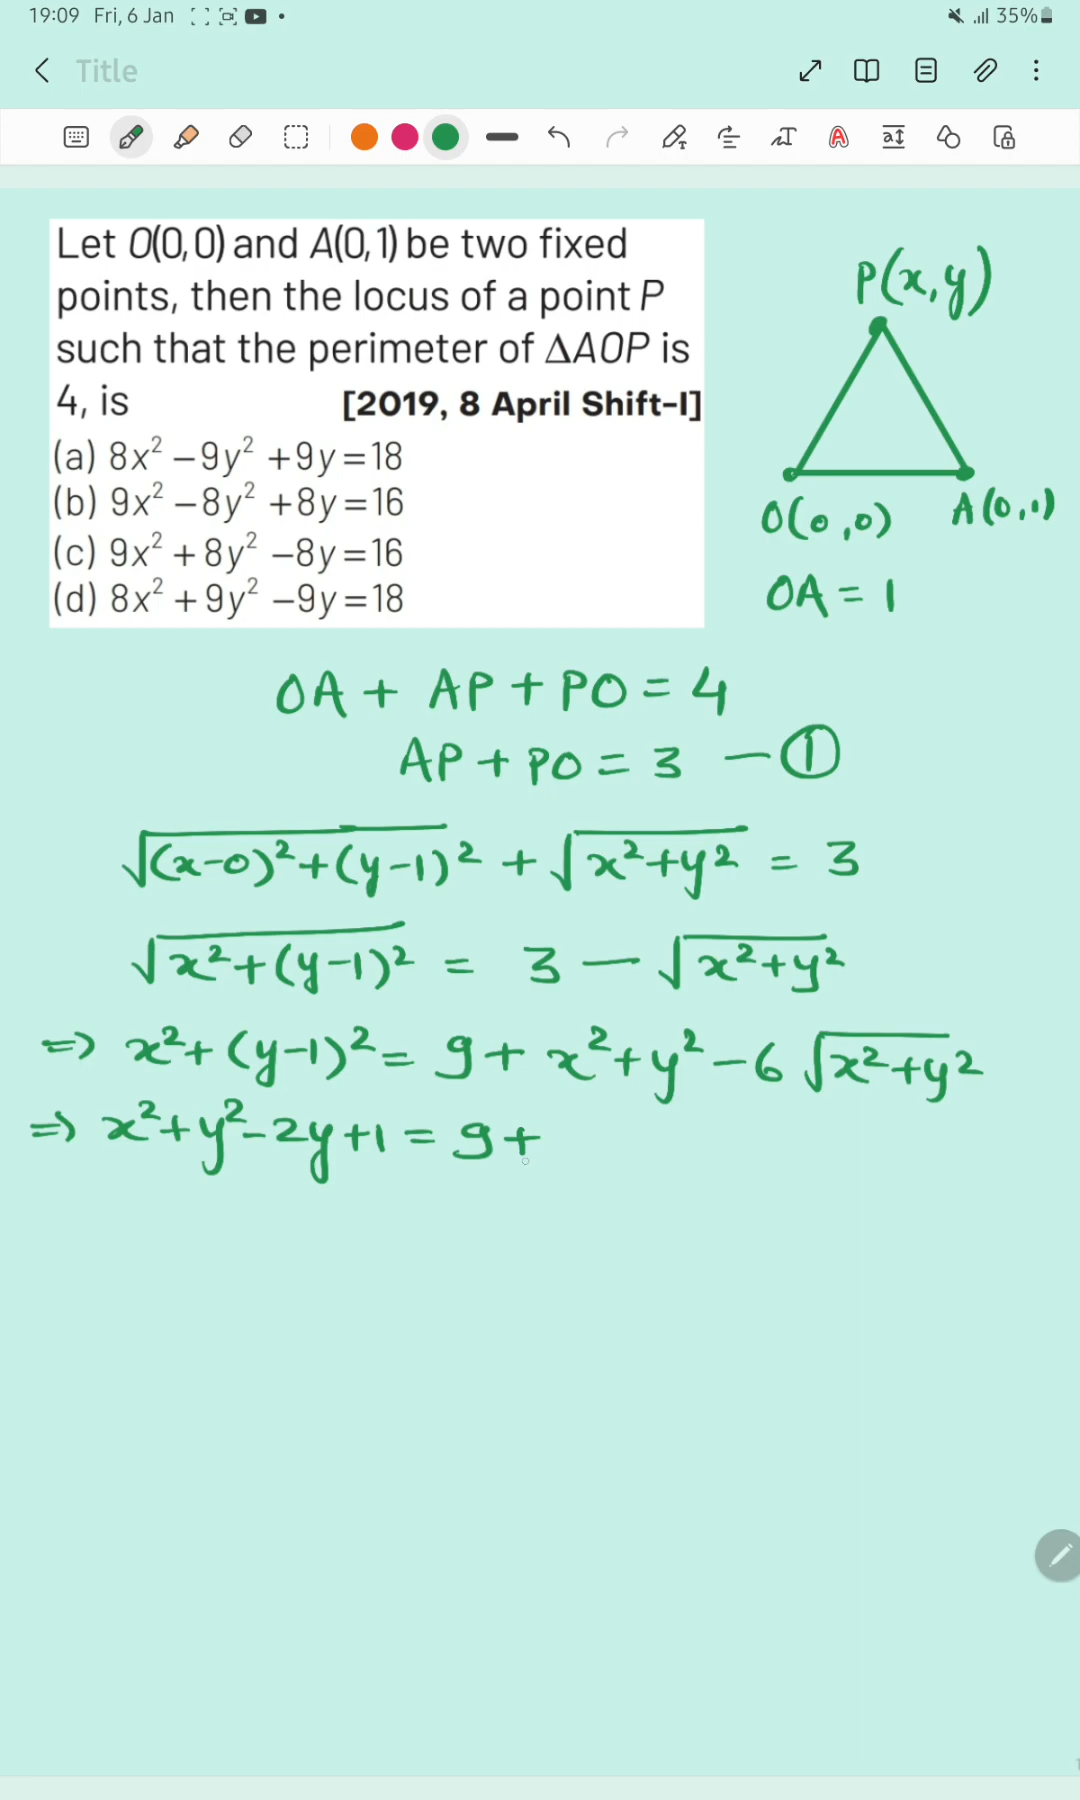 19:09 Fri, 6 Jan
35%
Title
Let O(0,0) and A(0,1) be two fixed
points, then the locus of a point P
such that the perimeter of ΔAOP is
4, is [2019, 8 April Shift-I]
(a) 8x² – 9y² + 9y = 18
(b) 9x² – 8y² + 8y = 16
(c) 9x² + 8y² – 8y = 16
(d) 8x² + 9y² – 9y = 18
P(x,y)
O(0,0) A(0,1)
OA = 1
OA + AP + PO = 4
AP + PO = 3 — ①
√(x-0)²+(y-1)² + √x²+y² = 3
√x²+(y-1)² = 3 — √x²+y²
=> x²+(y-1)² = 9 + x²+y² - 6 √x²+y²
=> x²+y²-2y+1 = 9+